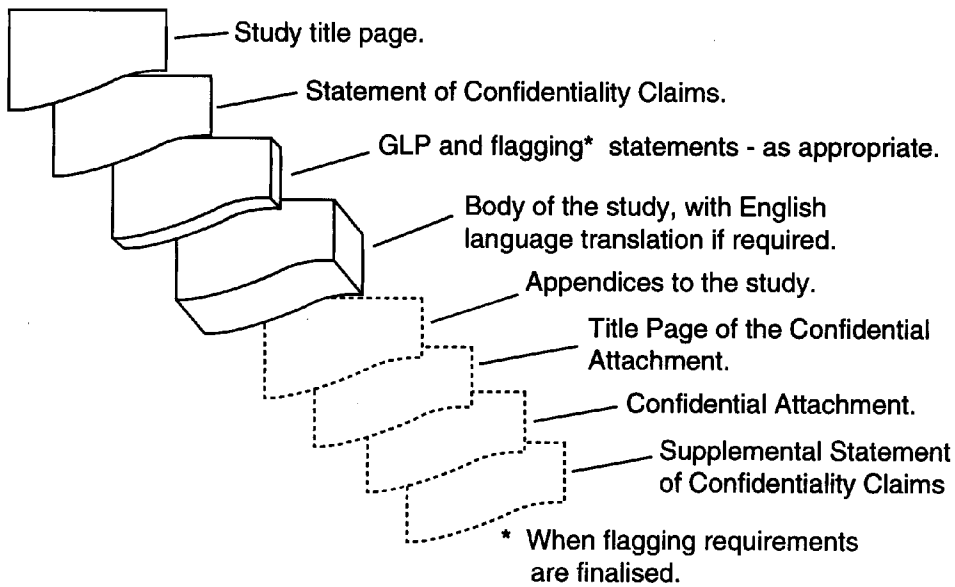 Study title page.
Statement of Confidentiality Claims.
GLP and flagging* statements - as appropriate.
Body of the study, with English
language translation if required.
Appendices to the study.
Title Page of the Confidential
Attachment.
Confidential Attachment.
Supplemental Statement
of Confidentiality Claims
* When flagging requirements
are finalised.